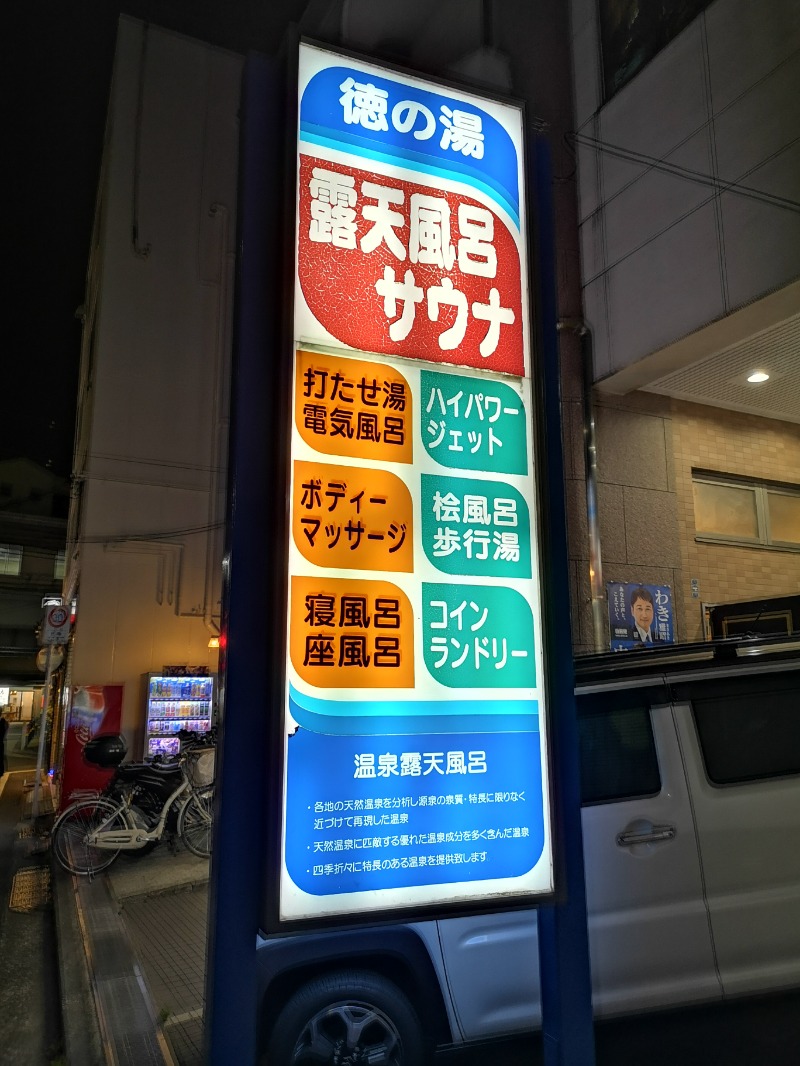 徳の湯
露天風呂
サウナ
打たせ湯
電気風呂
ハイパワー
ジェット
ボディー
マッサージ
桧風呂
歩行湯
寝風呂
座風呂
コイン
ランドリー
温泉露天風呂
・各地の天然温泉を分析し源泉の泉質・特長に限りなく
近づけて再現した温泉
・天然温泉に匹敵する優れた温泉成分を多く含んだ温泉
・四季折々に特長のある温泉を提供致します
わき